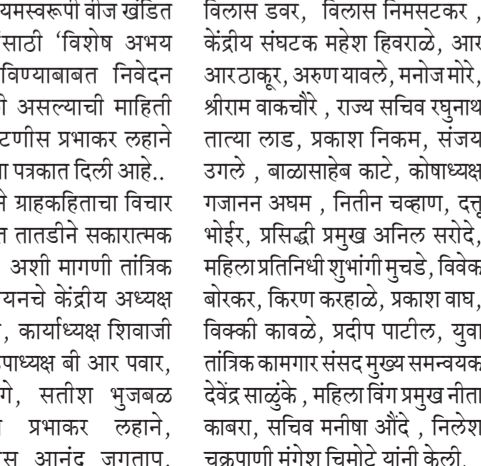 यमस्वरूपी वीज खंडित
साठी ‘विशेष अभय
विण्याबाबत निवेदन
ी असल्याची माहिती
टणीस प्रभाकर लहाने
ा पत्रकात दिली आहे..
ने ग्राहकहिताचा विचार
त तातडीने सकारात्मक
अशी मागणी तांत्रिक
यनचे केंद्रीय अध्यक्ष
, कार्याध्यक्ष शिवाजी
पाध्यक्ष बी आर पवार,
गे, सतीश भुजबळ
प्रभाकर लहाने,
स आनंद जगताप,
विलास डवर, विलास निमसटकर ,
केंद्रीय संघटक महेश हिवराळे, आर
आर ठाकूर, अरुण यावले, मनोज मोरे,
श्रीराम वाकचौरे , राज्य सचिव रघुनाथ
तात्या लाड, प्रकाश निकम, संजय
उगले , बाळासाहेब काटे, कोषाध्यक्ष
गजानन अघम , नितीन चव्हाण, दत्तू
भोईर, प्रसिद्धी प्रमुख अनिल सरोदे,
महिला प्रतिनिधी शुभांगी मुचडे, विवेक
बोरकर, किरण करहाळे, प्रकाश वाघ,
विक्की कावळे, प्रदीप पाटील, युवा
तांत्रिक कामगार संसद मुख्य समन्वयक
देवेंद्र साळुंके , महिला विंग प्रमुख नीता
काबरा, सचिव मनीषा औंदे , निलेश
चक्रपाणी मंगेश चिमोटे यांनी केली.